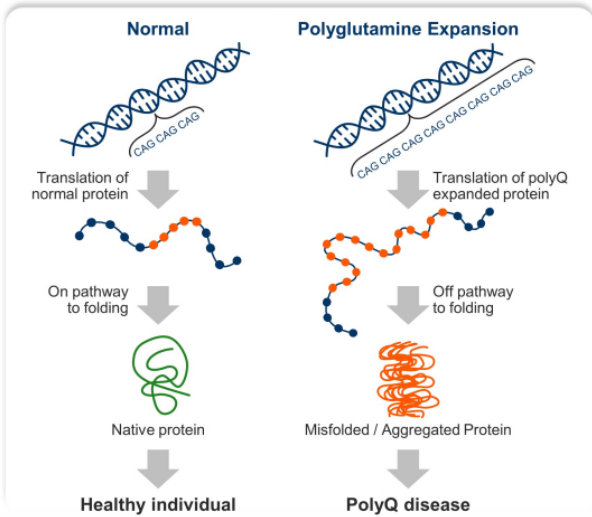 Normal
CAG CAG CAG
Translation of
normal protein
On pathway
to folding
Native protein
Healthy individual
Polyglutamine Expansion
CAG CAG CAG CAG CAG CAG CAG CAG
Translation of polyQ
expanded protein
Off pathway
to folding
Misfolded / Aggregated Protein
PolyQ disease